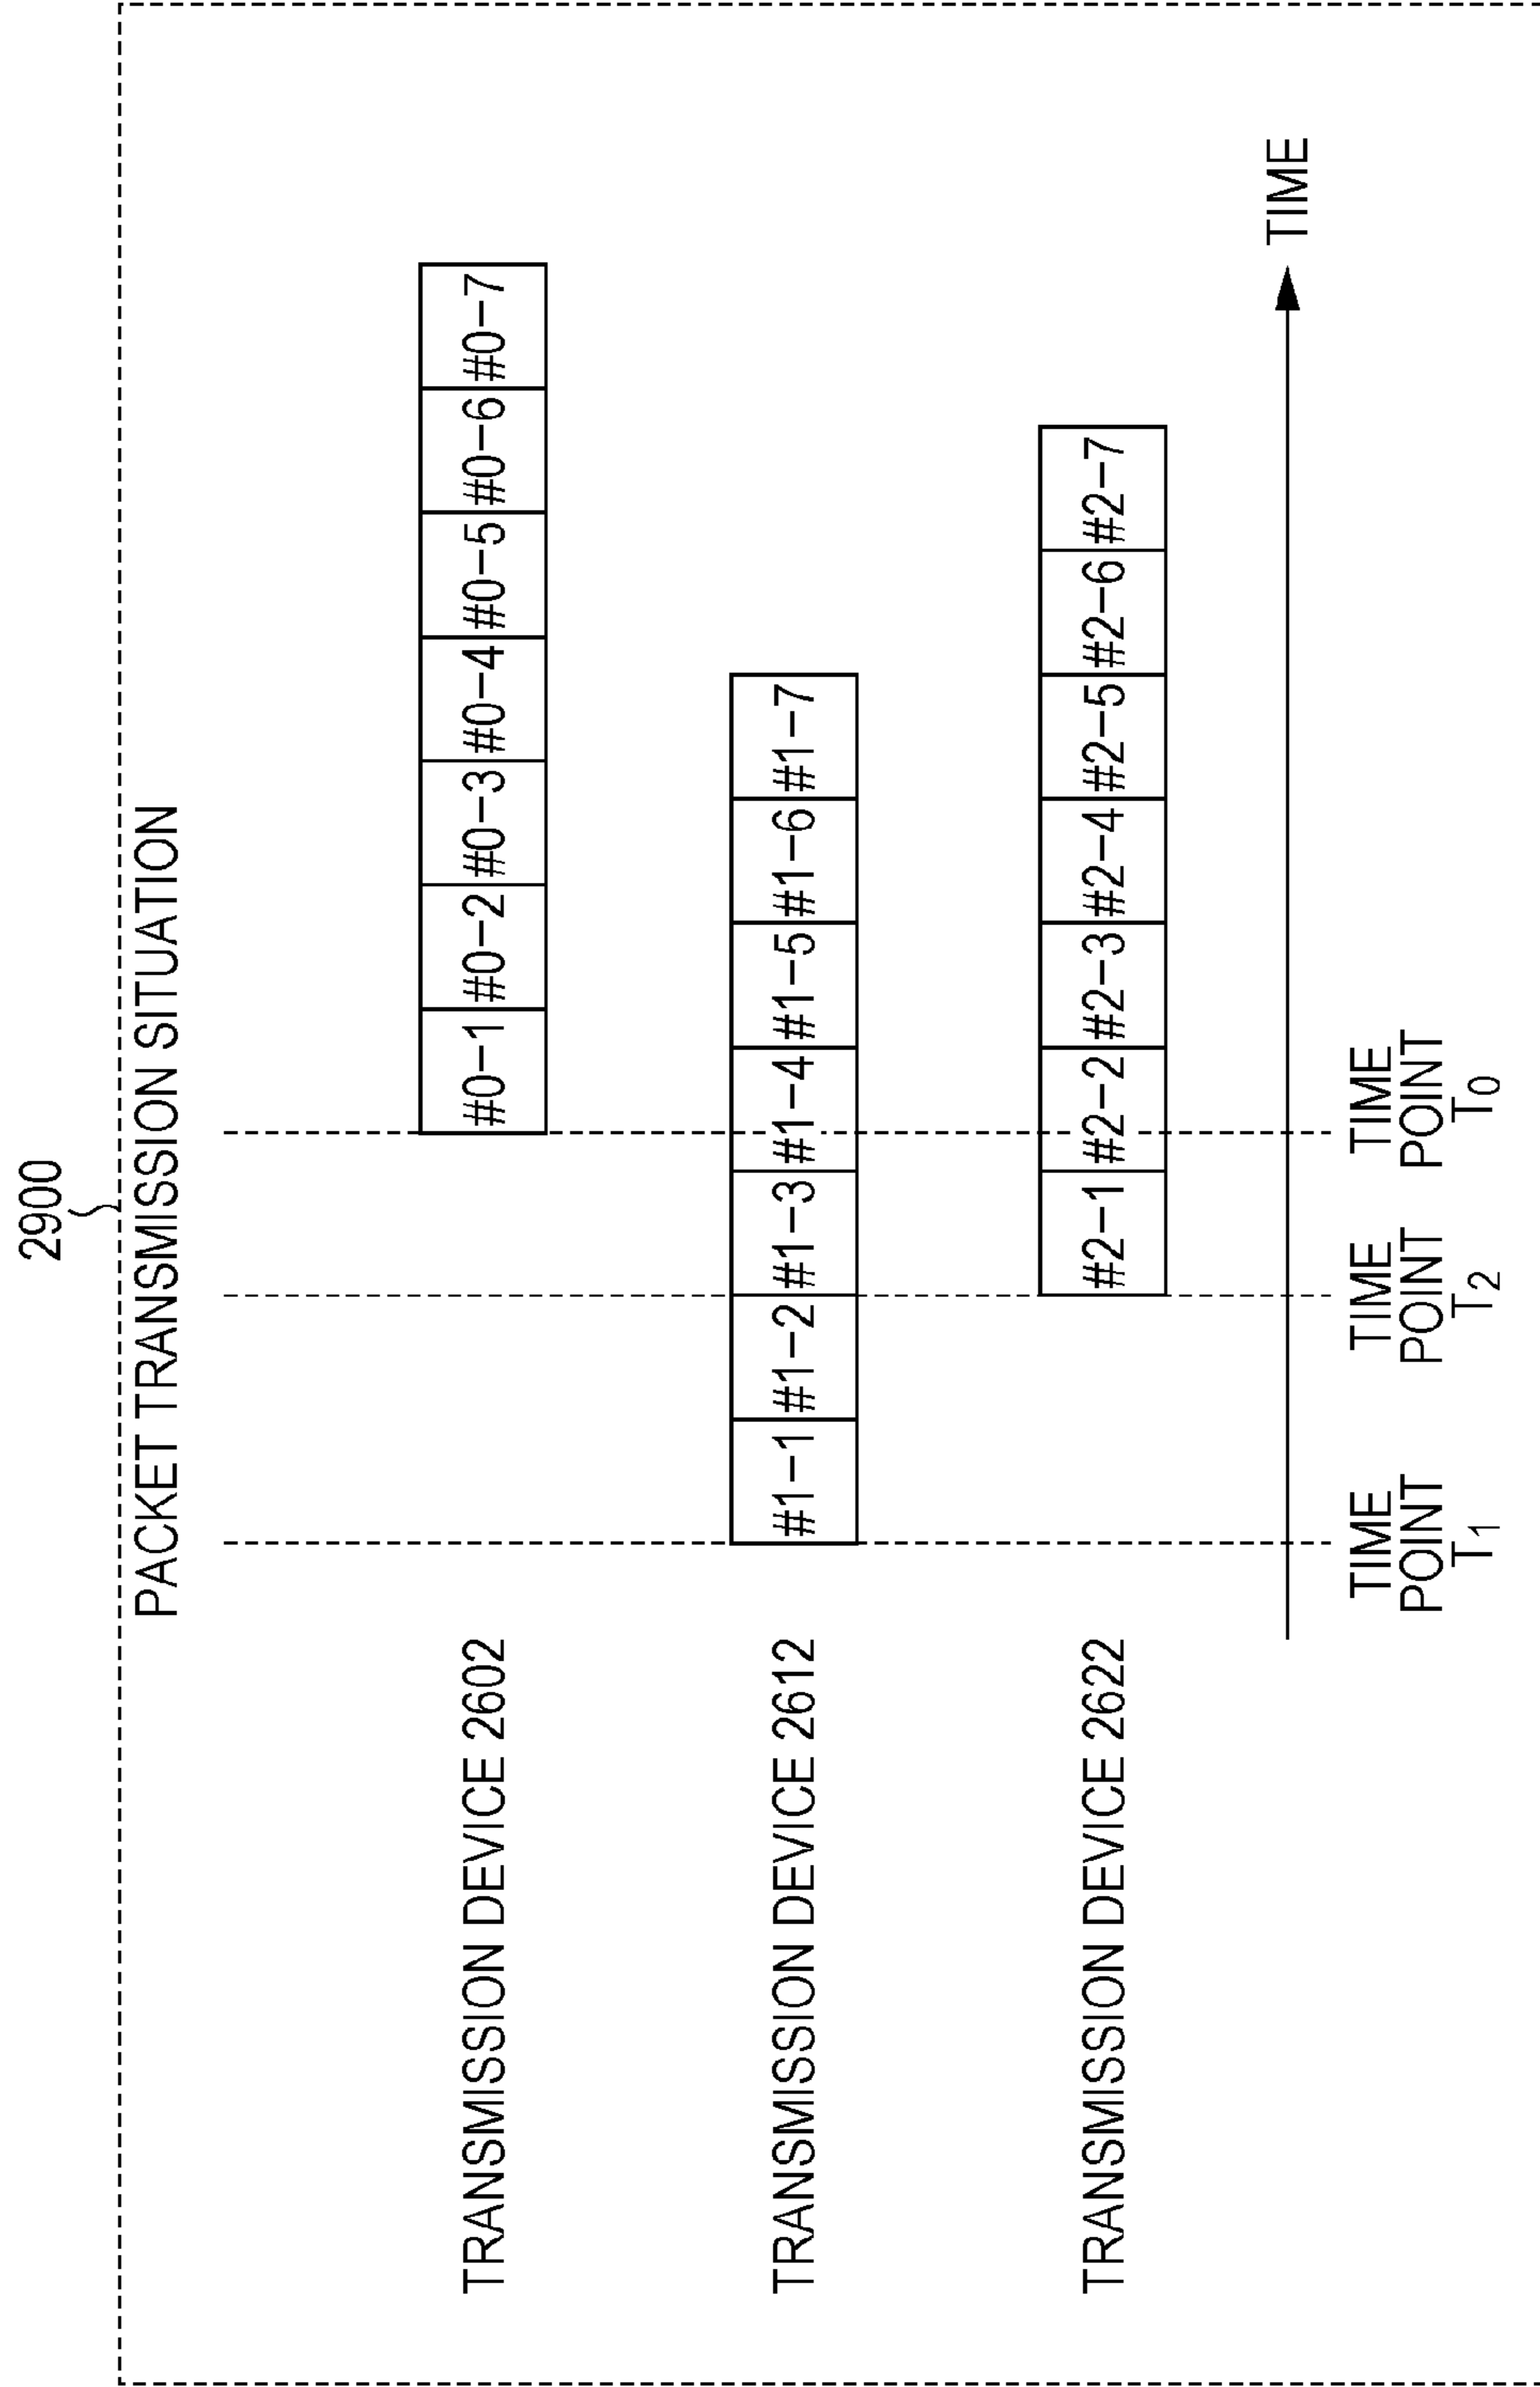 2900
PACKET TRANSMISSION SITUATION
TRANSMISSION DEVICE 2602
#0-1 #0-2 #0-3 #0-4 #0-5 #0-6 #0-7
TRANSMISSION DEVICE 2612
#1-1 #1-2 #1-3 #1-4 #1-5 #1-6 #1-7
TRANSMISSION DEVICE 2622
#2-1 #2-2 #2-3 #2-4 #2-5 #2-6 #2-7
TIME
TIME
POINT
T1
TIME
POINT
T2
TIME
POINT
T0